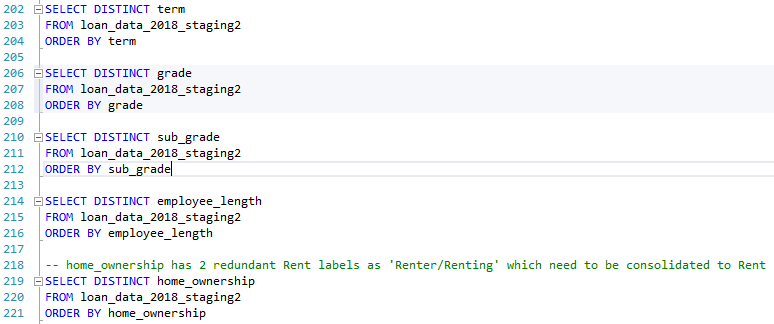 202 SELECT DISTINCT term
203 FROM loan_data_2018_staging2
204 ORDER BY term
205
206 SELECT DISTINCT grade
207 FROM loan_data_2018_staging2
208 ORDER BY grade
209
210 SELECT DISTINCT sub_grade
211 FROM loan_data_2018_staging2
212 ORDER BY sub_grade
213
214 SELECT DISTINCT employee_length
215 FROM loan_data_2018_staging2
216 ORDER BY employee_length
217
218 -- home_ownership has 2 redundant Rent labels as 'Renter/Renting' which need to be consolidated to Rent
219 SELECT DISTINCT home_ownership
220 FROM loan_data_2018_staging2
221 ORDER BY home_ownership